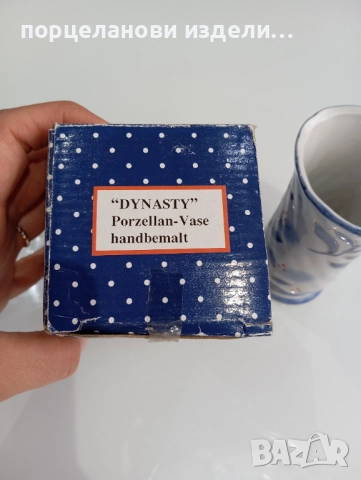 порцеланови издели...
"DYNASTY"
Porzellan-Vase
handbemalt
BAZAR